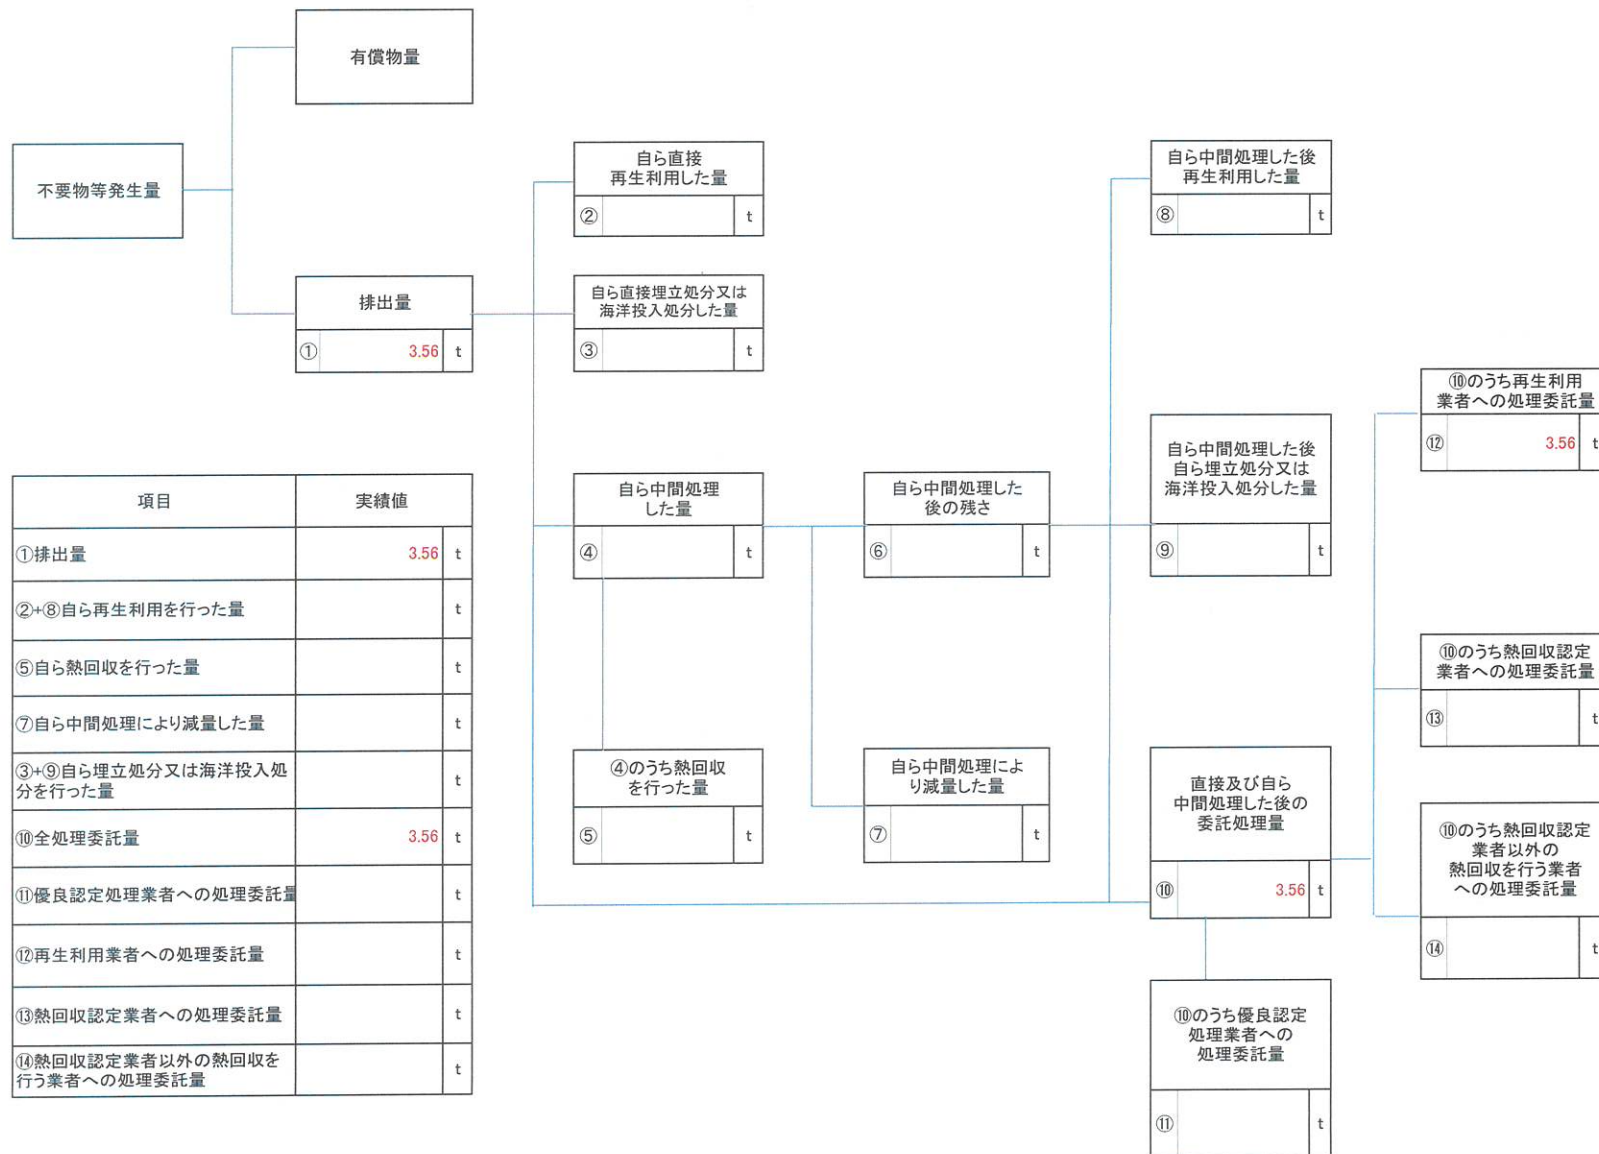 有償物量
不要物等発生量
排出量
① 3.56 t
自ら直接
再生利用した量
② t
自ら直接埋立処分又は
海洋投入処分した量
③ t
自ら中間処理
した量
④ t
④のうち熱回収
を行った量
⑤ t
自ら中間処理した
後の残さ
⑥ t
自ら中間処理によ
り減量した量
⑦ t
自ら中間処理した後
再生利用した量
⑧ t
自ら中間処理した後
自ら埋立処分又は
海洋投入処分した量
⑨ t
直接及び自ら
中間処理した後の
委託処理量
⑩ 3.56 t
⑩のうち優良認定
処理業者への
処理委託量
⑪ t
⑩のうち再生利用
業者への処理委託量
⑫ 3.56 t
⑩のうち熱回収認定
業者への処理委託量
⑬ t
⑩のうち熱回収認定
業者以外の
熱回収を行う業者
への処理委託量
⑭ t
項目 実績値
①排出量 3.56 t
②+⑧自ら再生利用を行った量 t
⑤自ら熱回収を行った量 t
⑦自ら中間処理により減量した量 t
③+⑨自ら埋立処分又は海洋投入処
分を行った量 t
⑩全処理委託量 3.56 t
⑪優良認定処理業者への処理委託量 t
⑫再生利用業者への処理委託量 t
⑬熱回収認定業者への処理委託量 t
⑭熱回収認定業者以外の熱回収を
行う業者への処理委託量 t